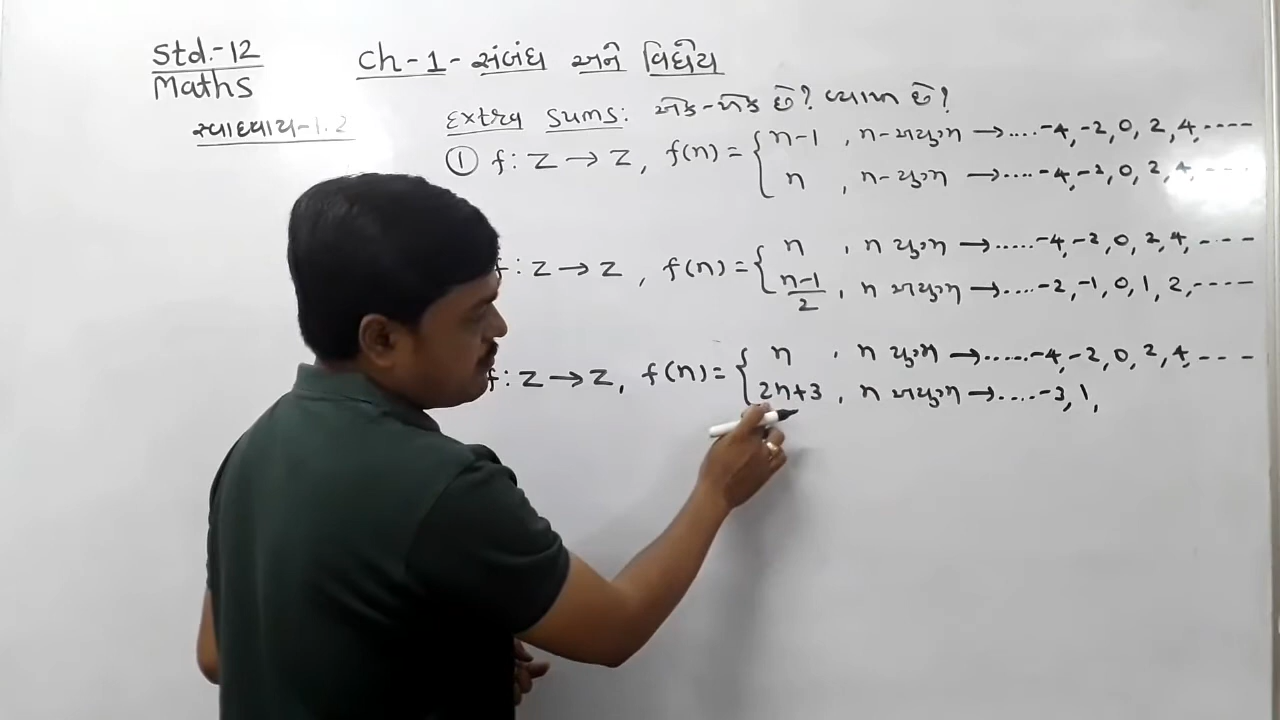 Std.-12
Maths
Ch-1-સંબંધ અને વિધેય
સ્વાધ્યાય-1.2
Extra Sums: એક-એક છે? વ્યાપ્ત છે?
① f: Z → Z, f(n) = { n-1 , n-અયુગ્મ → ....-4, -2, 0, 2, 4, ----
n , n-યુગ્મ → ....-4, -2, 0, 2, 4, ----
f: Z → Z , f(n) = { n , n યુગ્મ → .....-4, -2, 0, 2, 4, ----
n-1/2 , n અયુગ્મ → ....-2, -1, 0, 1, 2, ----
f: Z → Z, f(n) = { n , n યુગ્મ → ......-4, -2, 0, 2, 4, ---
2n+3 , n અયુગ્મ → ....-3, 1,